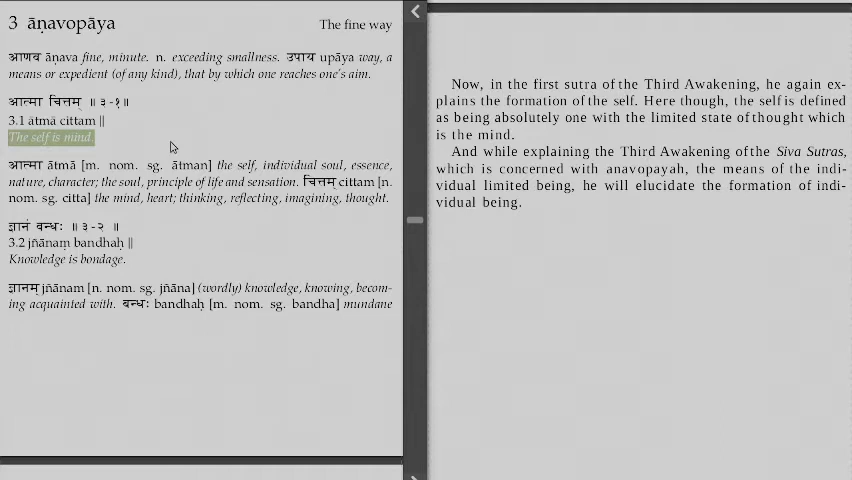 3 āṇavopāya The fine way
आणव āṇava fine, minute. n. exceeding smallness. उपाय upāya way, a
means or expedient (of any kind), that by which one reaches one's aim.
आत्मा चित्तम् ॥ ३-१॥
3.1 ātmā cittam ||
The self is mind.
आत्मा ātmā [m. nom. sg. ātman] the self, individual soul, essence,
nature, character; the soul, principle of life and sensation. चित्तम् cittam [n.
nom. sg. citta] the mind, heart; thinking, reflecting, imagining, thought.
ज्ञानं बन्धः ॥ ३-२ ॥
3.2 jñānaṃ bandhaḥ ||
Knowledge is bondage.
ज्ञानम् jñānam [n. nom. sg. jñāna] (wordly) knowledge, knowing, becom-
ing acquainted with. बन्धः bandhaḥ [m. nom. sg. bandha] mundane
Now, in the first sutra of the Third Awakening, he again ex-
plains the formation of the self. Here though, the self is defined
as being absolutely one with the limited state of thought which
is the mind.
And while explaining the Third Awakening of the Siva Sutras,
which is concerned with anavopayah, the means of the indi-
vidual limited being, he will elucidate the formation of indi-
vidual being.